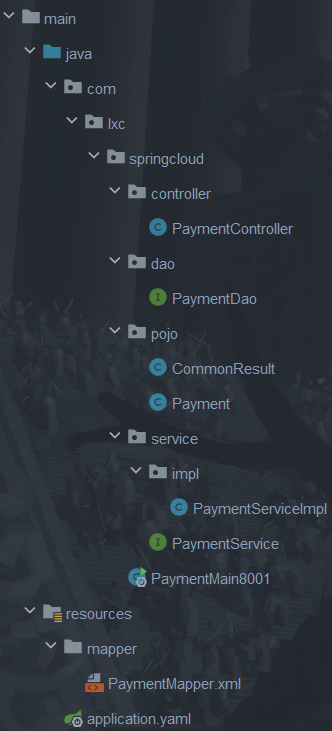 main
java
com
lxc
springcloud
controller
PaymentController
dao
PaymentDao
pojo
CommonResult
Payment
service
impl
PaymentServiceImpl
PaymentService
PaymentMain8001
resources
mapper
PaymentMapper.xml
application.yaml